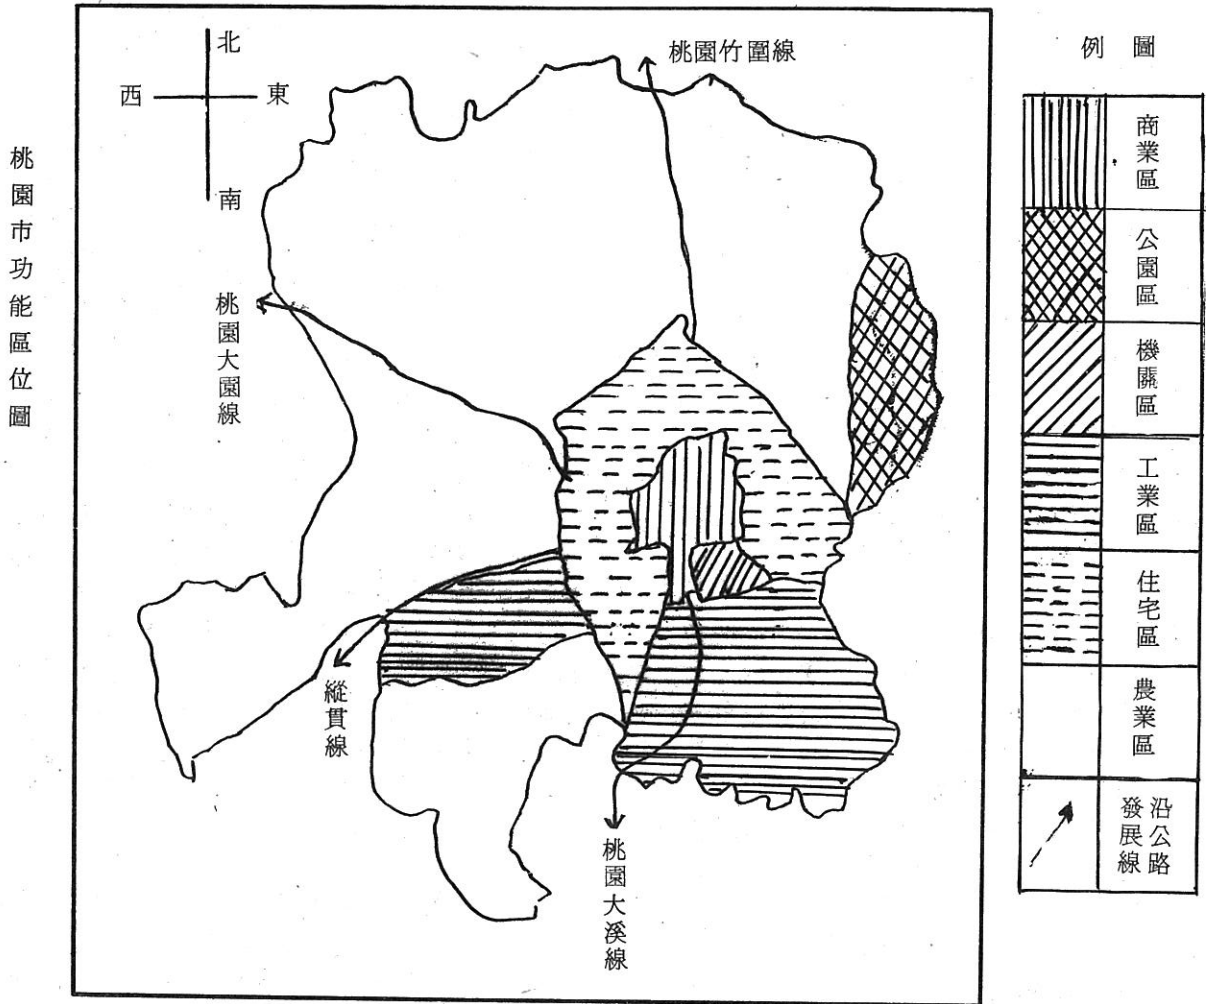 桃園市功能區位圖
北
西
東
南
桃園竹圍線
桃園大園線
縱貫線
桃園大溪線
例圖
商業區
公園區
機關區
工業區
住宅區
農業區
沿公路
發展線